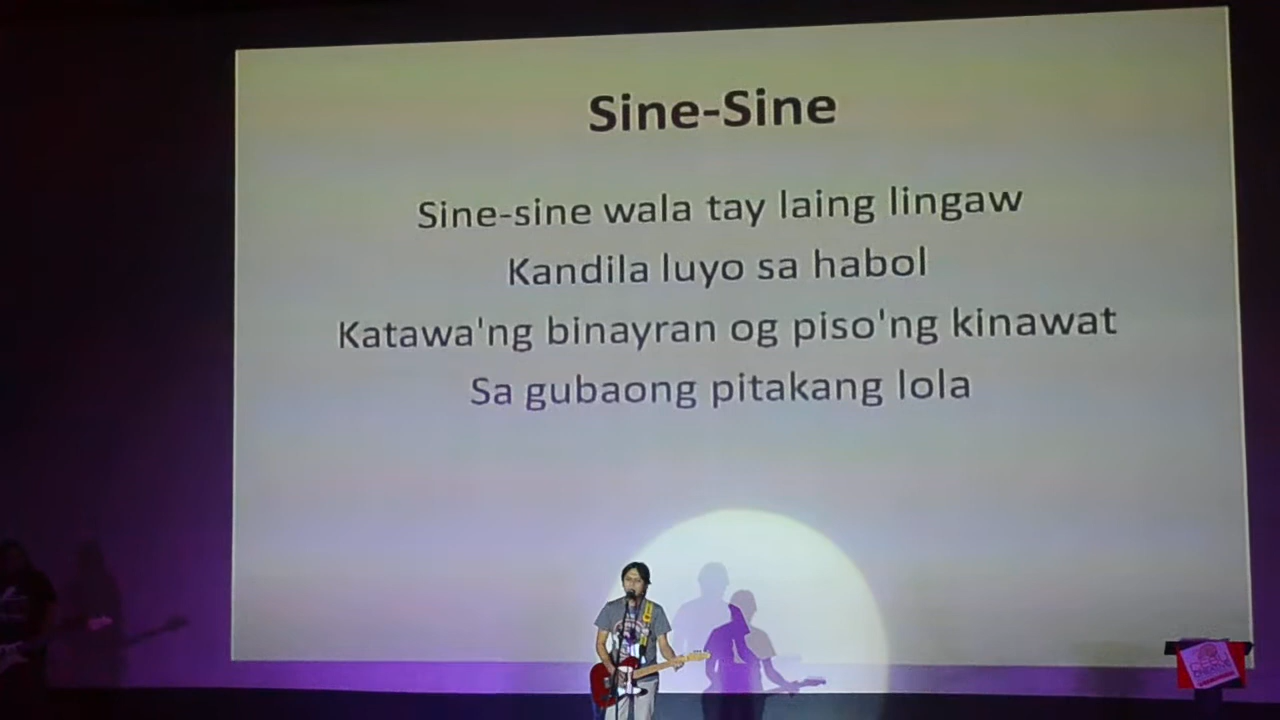 Sine-Sine
Sine-sine wala tay laing lingaw
Kandila luyo sa habol
Katawa'ng binayran og piso'ng kinawat
Sa gubaong pitakang lola